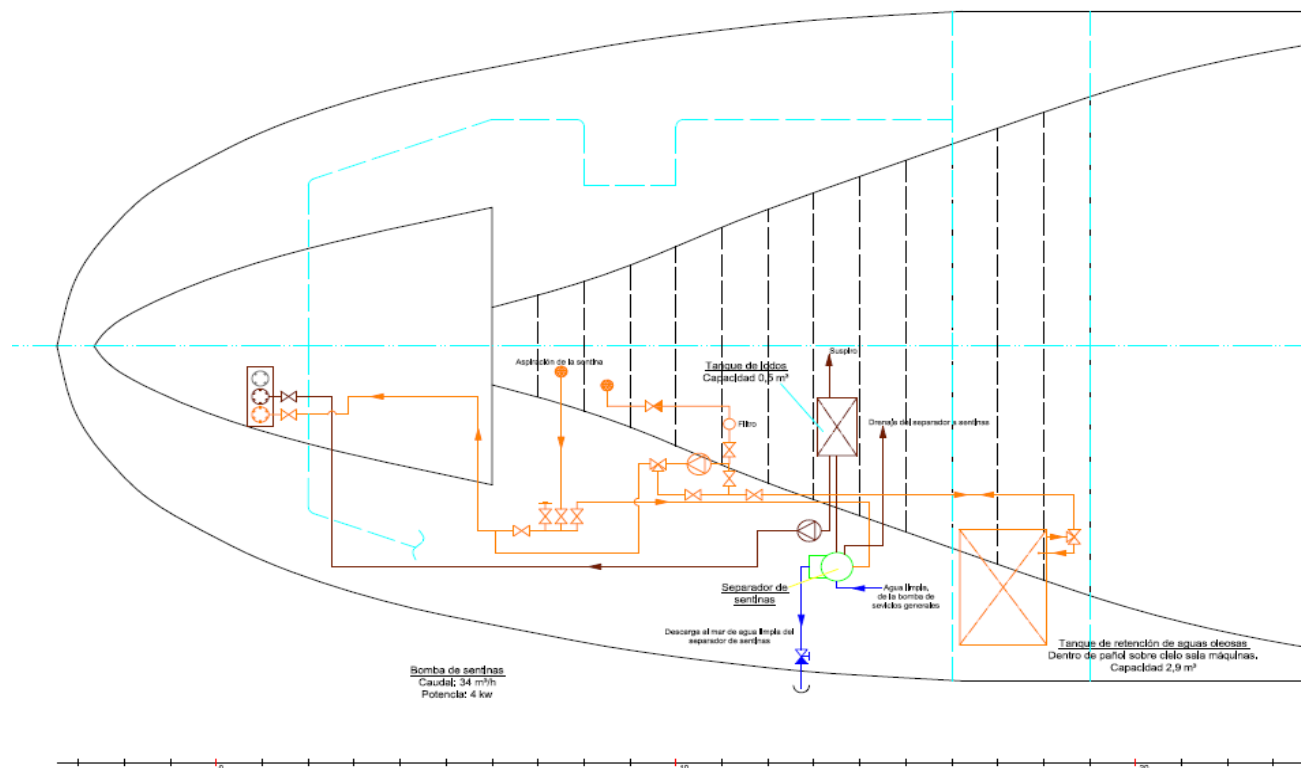 Suspiro
Aspiración de la sentina
Tanque de lodos
Capacidad 0,5 m³
Filtro
Drenaje del separador a sentinas
Separador de
sentinas
Agua limpia,
de la bomba de
sevicios generales
Descarga al mar de agua limpia del
separador de sentinas
Tanque de retención de aguas oleosas
Dentro de pañol sobre cielo sala máquinas.
Capacidad 2,9 m³
Bomba de sentinas
Caudal: 34 m³/h
Potencia: 4 kw
0 10 20